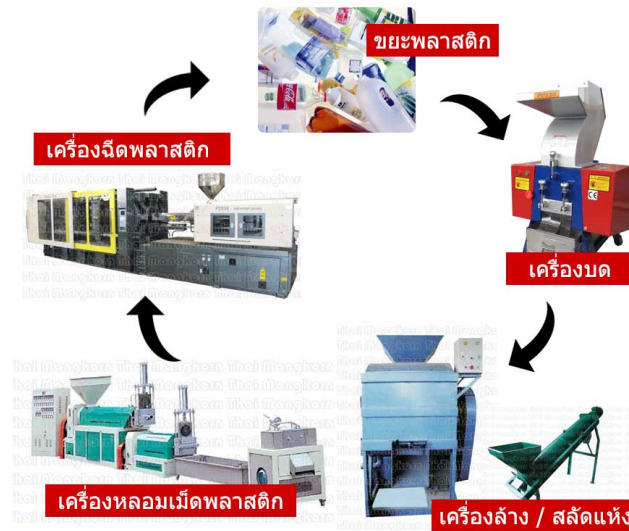 ขยะพลาสติก
เครื่องฉีดพลาสติก
เครื่องบด
เครื่องหลอมเม็ดพลาสติก
เครื่องล้าง / สลัดแห้ง
Thai Mangkorn